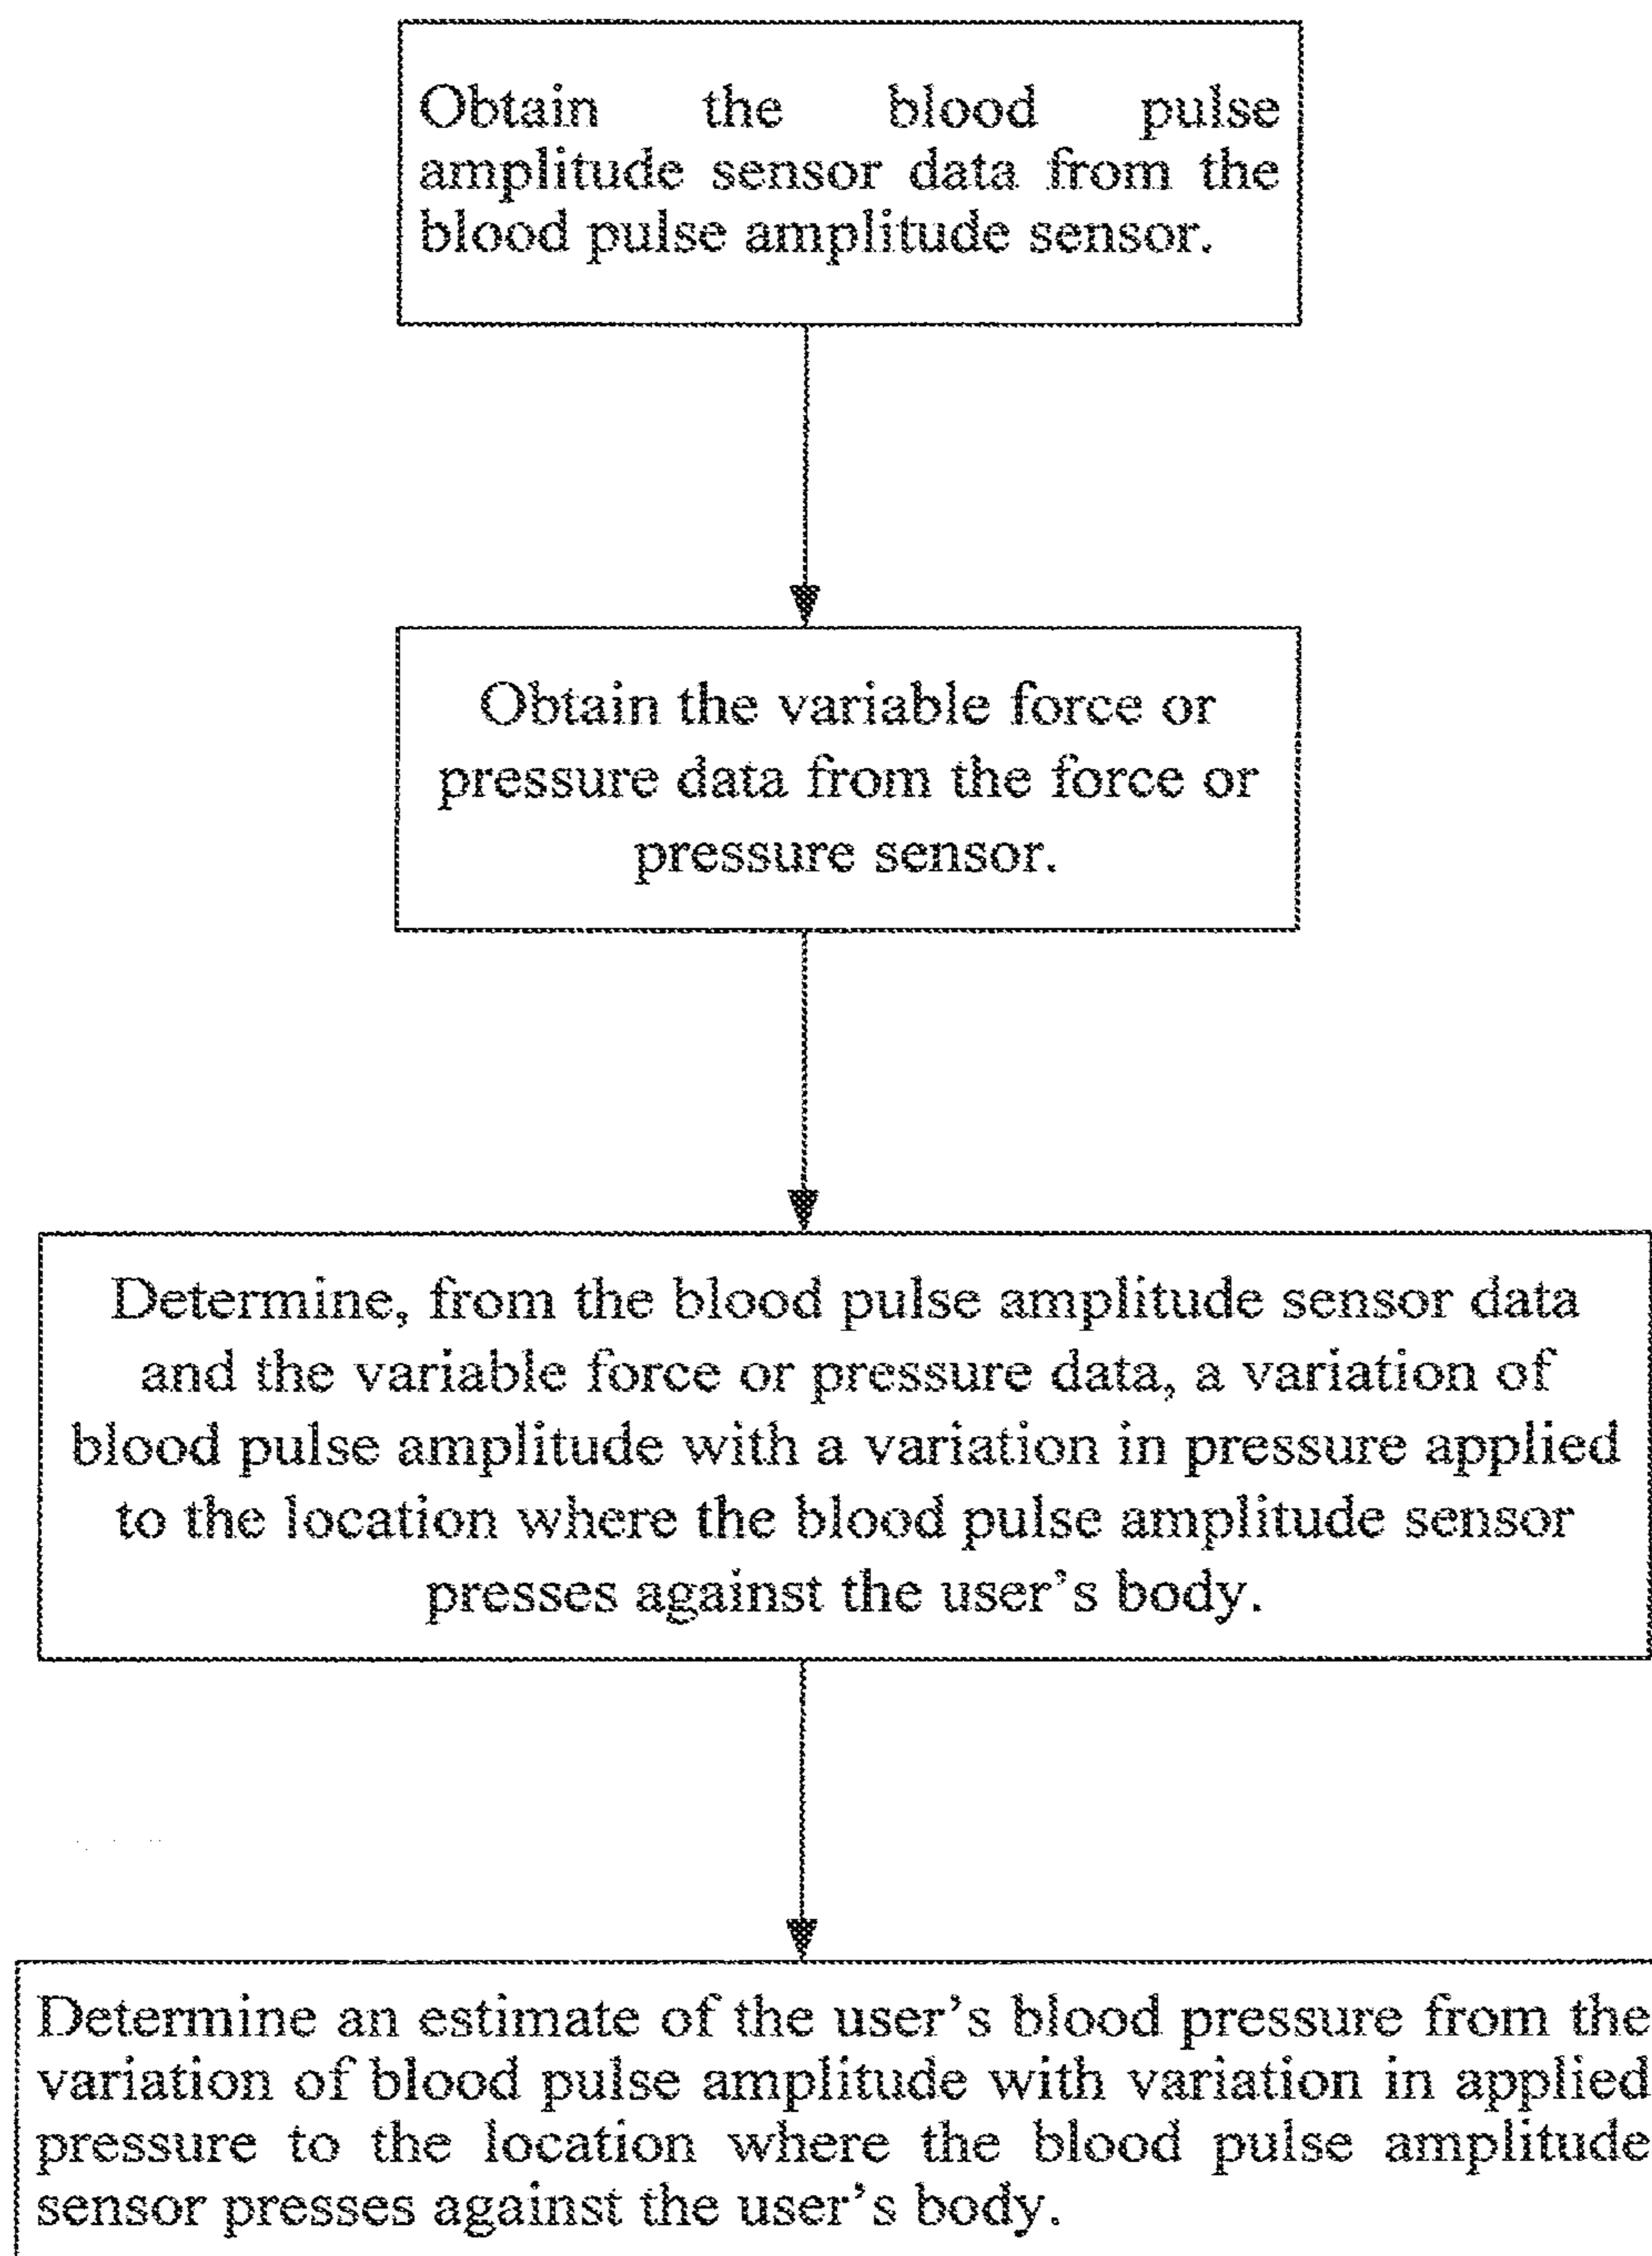 Obtain the blood pulse
amplitude sensor data from the
blood pulse amplitude sensor.
Obtain the variable force or
pressure data from the force or
pressure sensor.
Determine, from the blood pulse amplitude sensor data
and the variable force or pressure data, a variation of
blood pulse amplitude with a variation in pressure applied
to the location where the blood pulse amplitude sensor
presses against the user's body.
Determine an estimate of the user's blood pressure from the
variation of blood pulse amplitude with variation in applied
pressure to the location where the blood pulse amplitude
sensor presses against the user's body.